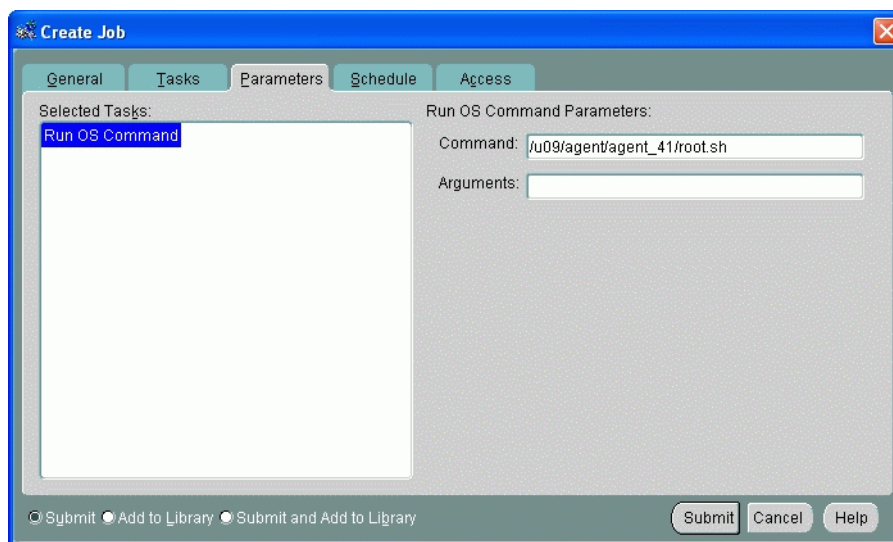 Create Job
General Tasks Parameters Schedule Access
Selected Tasks: Run OS Command Parameters:
Run OS Command
Command: /u09/agent/agent_41/root.sh
Arguments:
Submit Add to Library Submit and Add to Library Submit Cancel Help